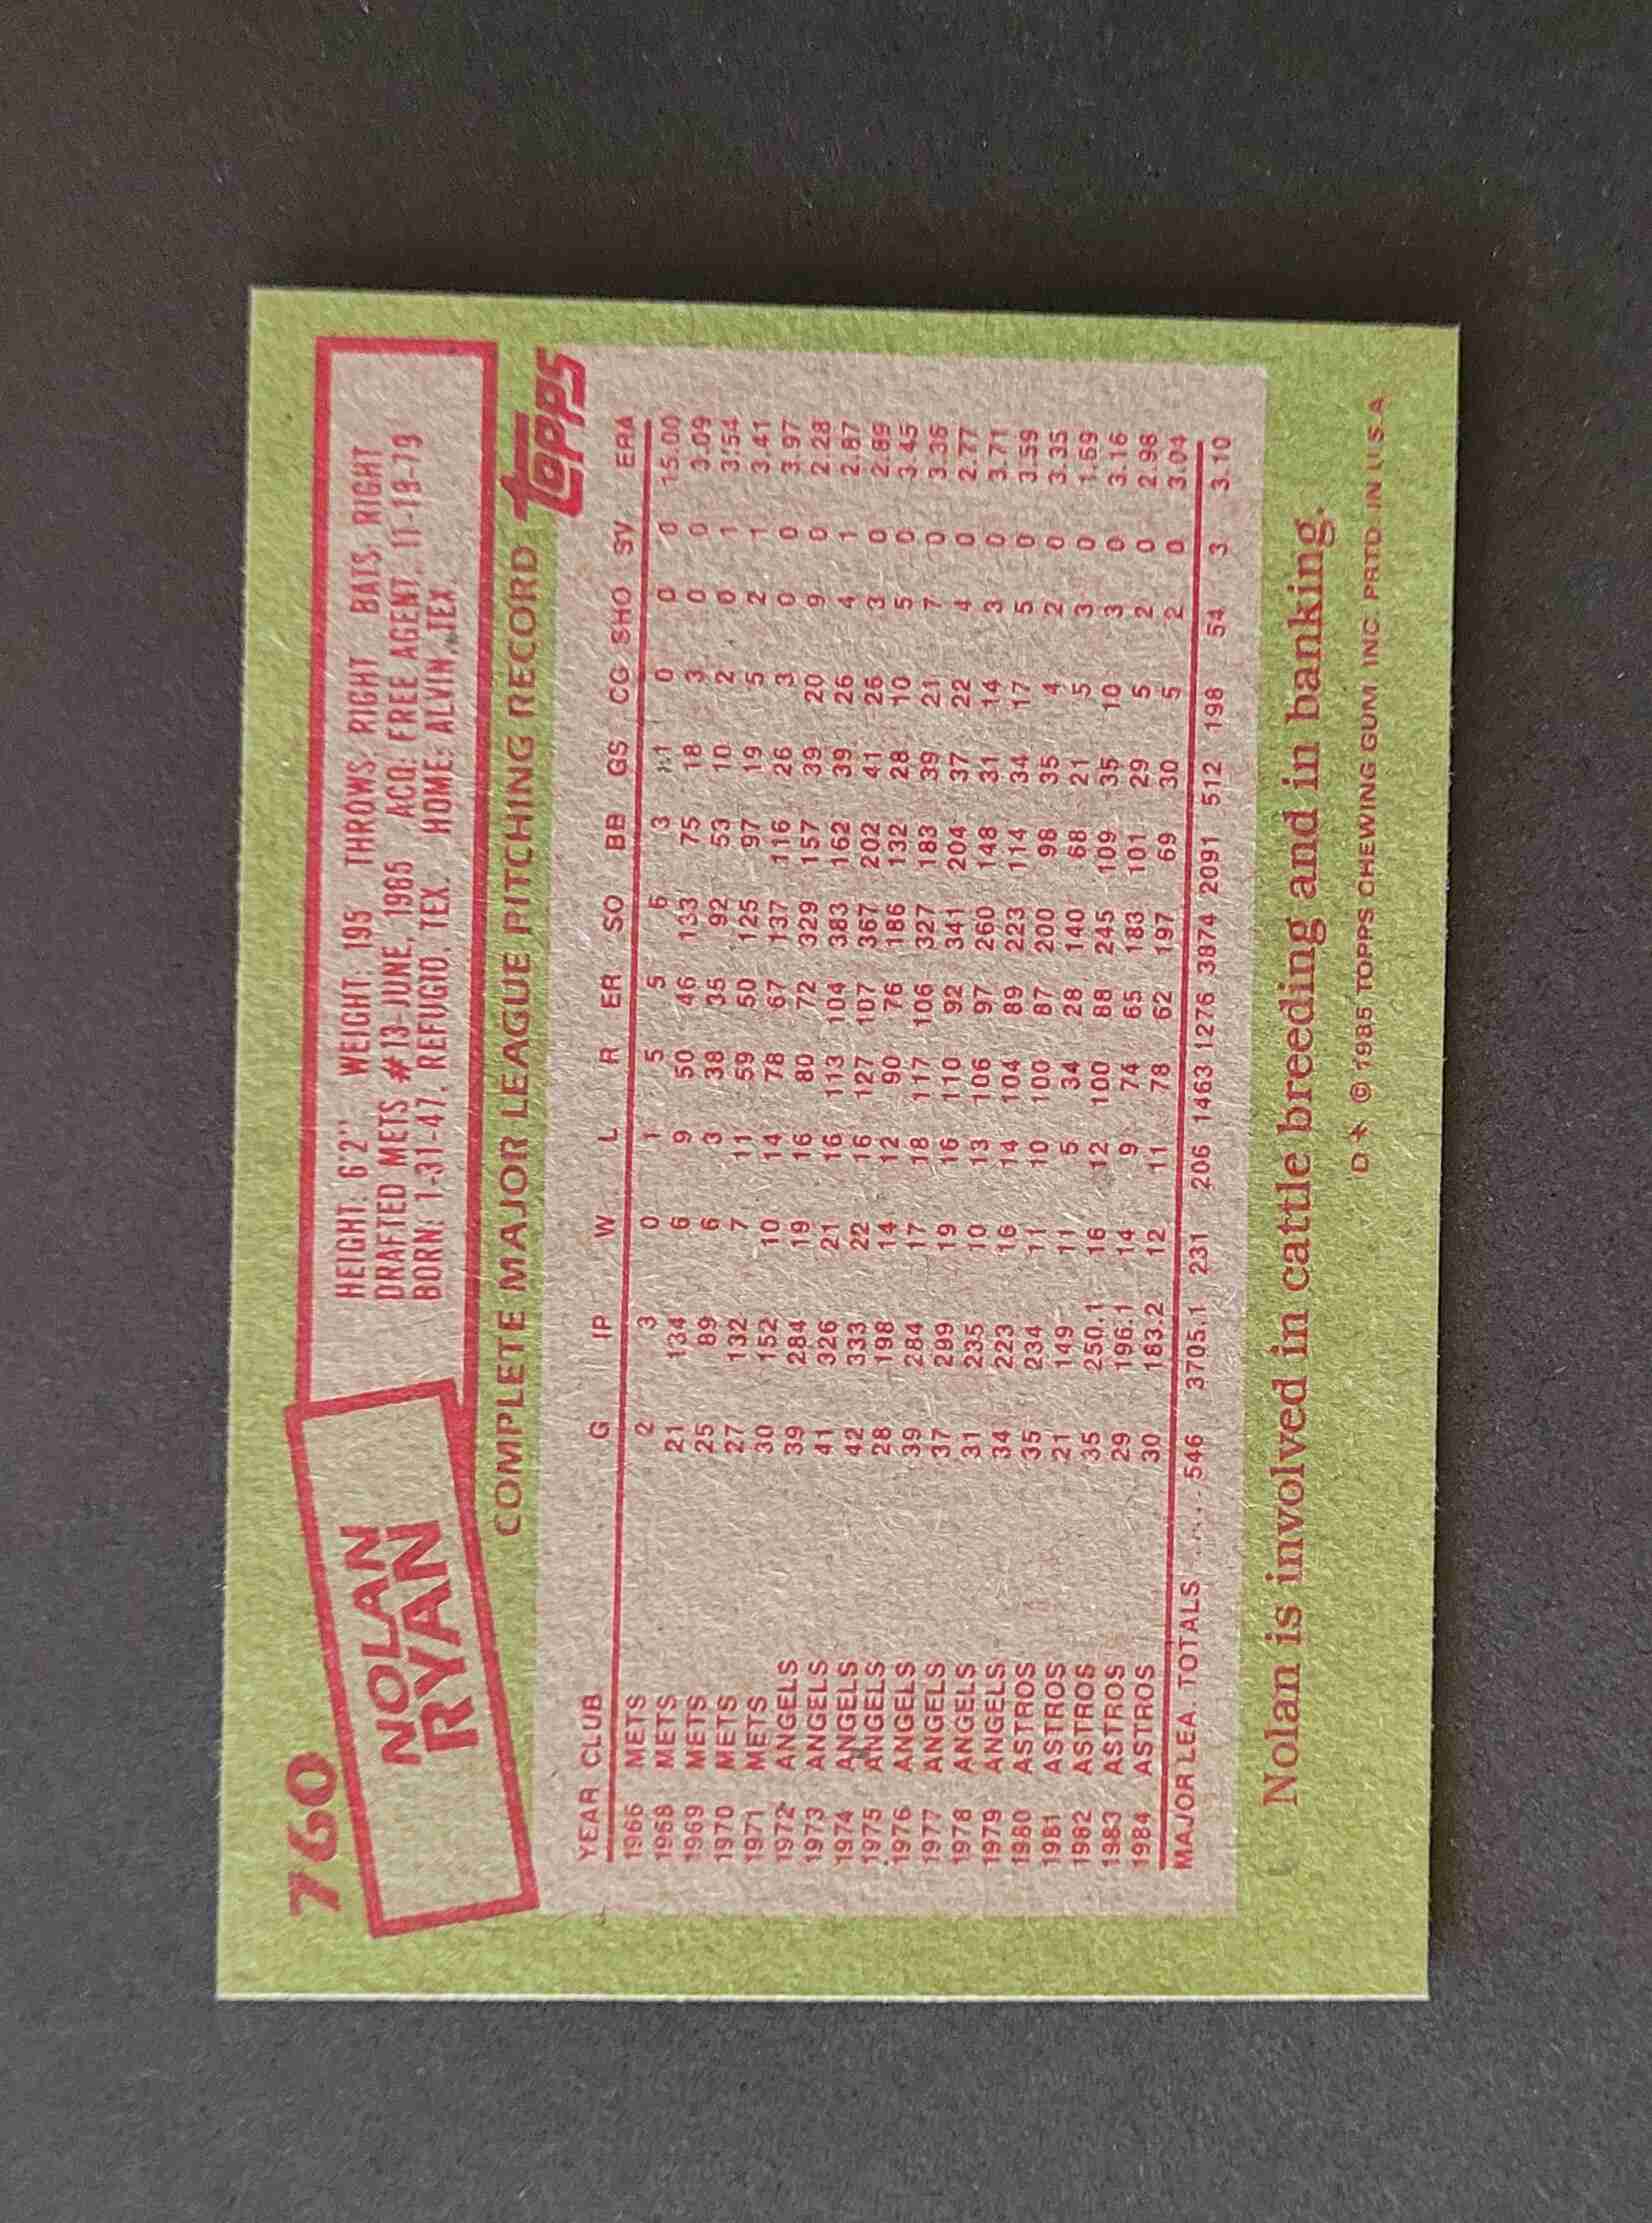 760
NOLAN
RYAN
HEIGHT: 6'2" WEIGHT: 195 THROWS: RIGHT BATS: RIGHT
DRAFTED METS #13-JUNE, 1965 ACQ: FREE AGENT, 11-19-79
BORN: 1-31-47, REFUGIO, TEX. HOME: ALVIN, TEX.
COMPLETE MAJOR LEAGUE PITCHING RECORD
topps
YEAR CLUB G IP W L R ER SO BB GS CG SHO SV ERA
1966 METS 2 3 0 1 5 5 6 3 1 0 0 0 15.00
1968 METS 21 134 6 9 50 46 133 75 18 3 0 0 3.09
1969 METS 25 89 6 3 38 35 92 53 10 2 0 1 3.54
1970 METS 27 132 7 11 59 50 125 97 19 5 2 1 3.41
1971 METS 30 152 10 14 78 67 137 116 26 3 0 0 3.97
1972 ANGELS 39 284 19 16 80 72 329 157 39 20 9 0 2.28
1973 ANGELS 41 326 21 16 113 104 383 162 39 26 4 1 2.87
1974 ANGELS 42 333 22 16 127 107 367 202 41 26 3 0 2.89
1975 ANGELS 28 198 14 12 90 76 186 132 28 10 5 0 3.45
1976 ANGELS 39 284 17 18 117 106 327 183 39 21 7 0 3.36
1977 ANGELS 37 299 19 16 110 92 341 204 37 22 4 0 2.77
1978 ANGELS 31 235 10 13 106 97 260 148 31 14 3 0 3.71
1979 ANGELS 34 223 16 14 104 89 223 114 34 17 5 0 3.59
1980 ASTROS 35 234 11 10 100 87 200 98 35 4 2 0 3.35
1981 ASTROS 21 149 11 5 34 28 140 68 21 5 3 0 1.69
1982 ASTROS 35 250.1 16 12 100 88 245 109 35 10 3 0 3.16
1983 ASTROS 29 196.1 14 9 74 65 183 101 29 5 2 0 2.98
1984 ASTROS 30 183.2 12 11 78 62 197 69 30 5 2 0 3.04
MAJOR LEA. TOTALS ..... 546 3705.1 231 206 1463 1276 3874 2091 512 198 54 3 3.10
Nolan is involved in cattle breeding and in banking.
D* © 1985 TOPPS CHEWING GUM, INC. PRTD. IN U.S.A.